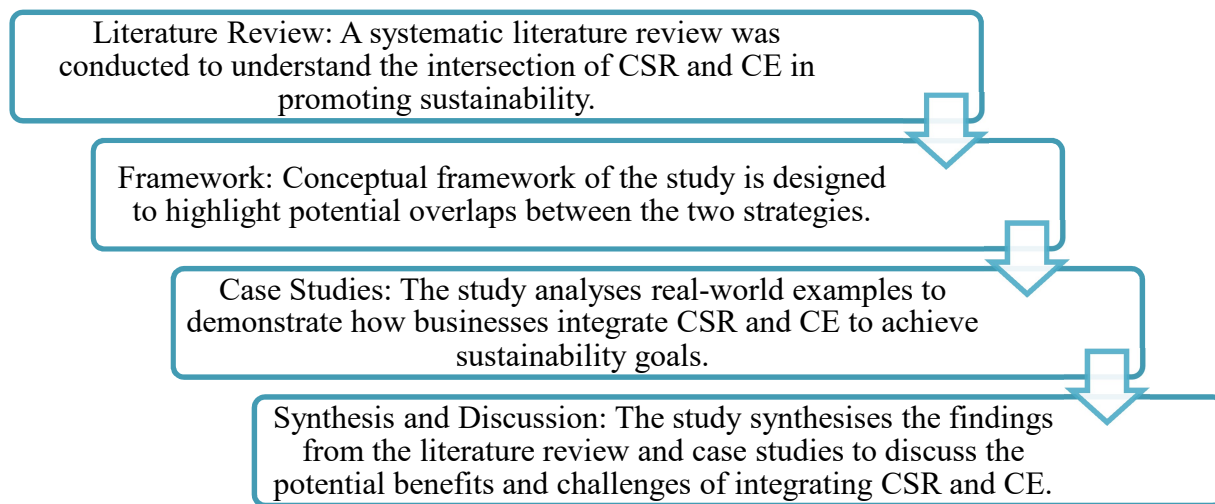 Literature Review: A systematic literature review was
conducted to understand the intersection of CSR and CE in
promoting sustainability.
Framework: Conceptual framework of the study is designed
to highlight potential overlaps between the two strategies.
Case Studies: The study analyses real-world examples to
demonstrate how businesses integrate CSR and CE to achieve
sustainability goals.
Synthesis and Discussion: The study synthesises the findings
from the literature review and case studies to discuss the
potential benefits and challenges of integrating CSR and CE.